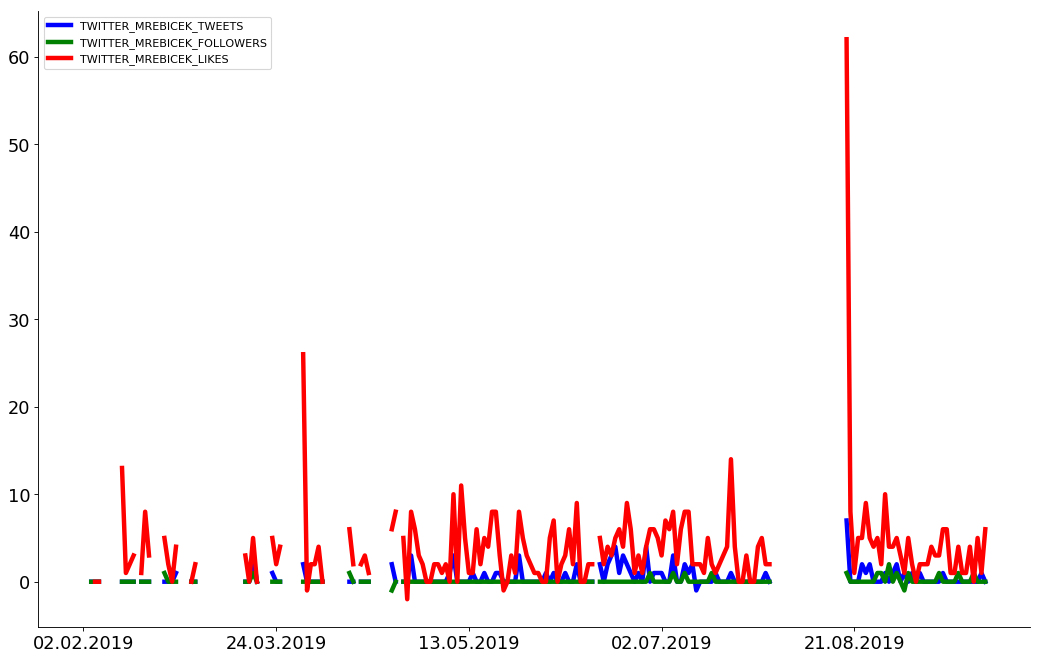 TWITTER_MREBICEK_TWEETS
TWITTER_MREBICEK_FOLLOWERS
TWITTER_MREBICEK_LIKES
60
50
40
30
20
10
0
02.02.2019 24.03.2019 13.05.2019 02.07.2019 21.08.2019